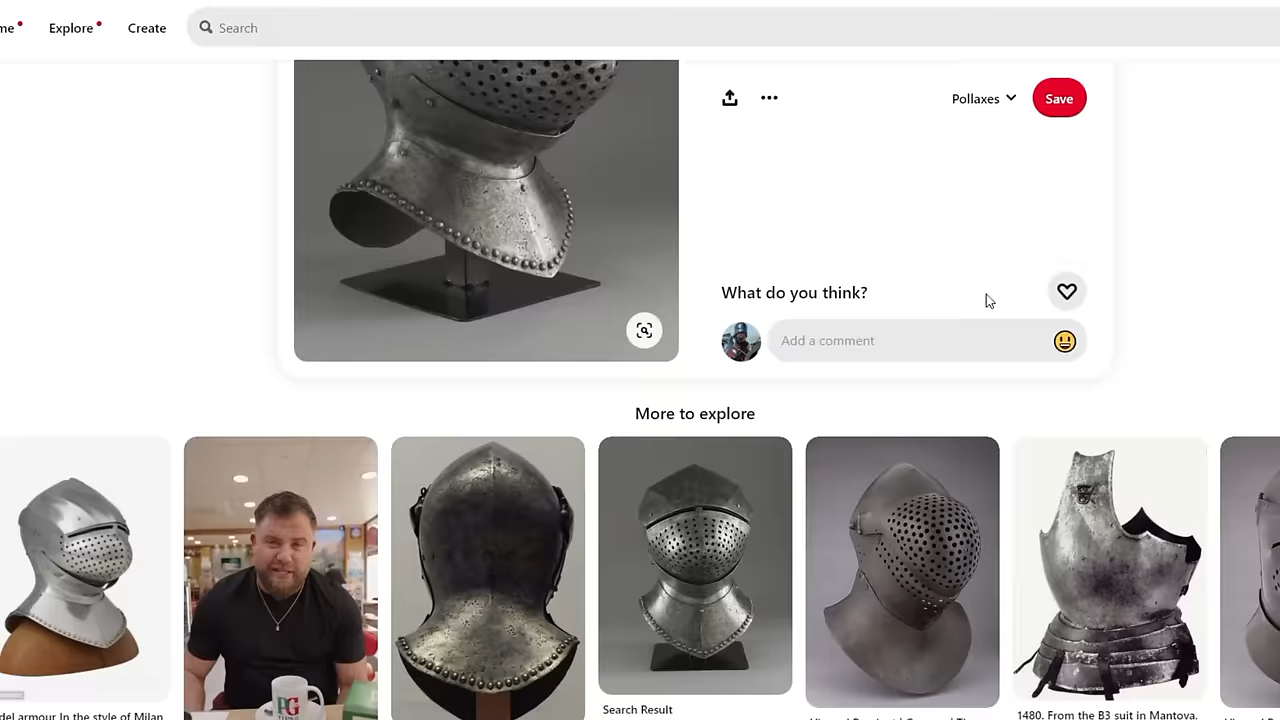 me
Explore
Create
Search
Pollaxes
Save
What do you think?
Add a comment
More to explore
PG
Search Result
del armour In the style of Milan
1480. From the B3 suit in Mantova.